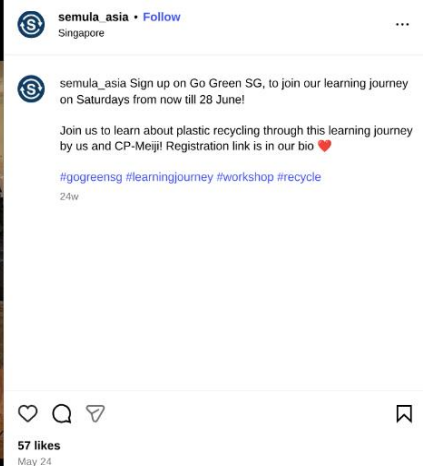 semula_asia • Follow
Singapore
semula_asia Sign up on Go Green SG, to join our learning journey
on Saturdays from now till 28 June!
Join us to learn about plastic recycling through this learning journey
by us and CP-Meiji! Registration link is in our bio ❤️
#gogreensg #learningjourney #workshop #recycle
24w
57 likes
May 24